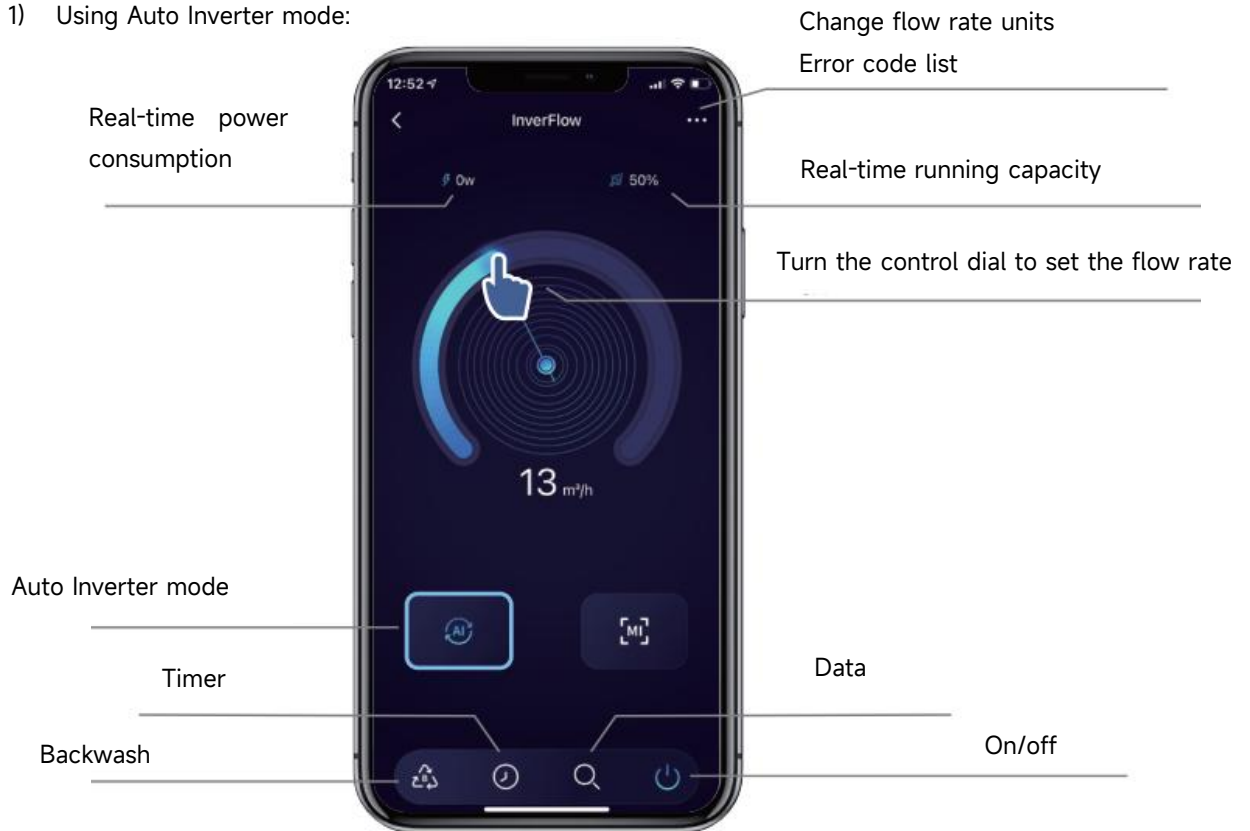 1) Using Auto Inverter mode:
Change flow rate units
Error code list
12:52
InverFlow
Real-time power
consumption
0w
50%
Real-time running capacity
Turn the control dial to set the flow rate
13 m³/h
Auto Inverter mode
AI
MI
Timer
Data
Backwash
On/off
B